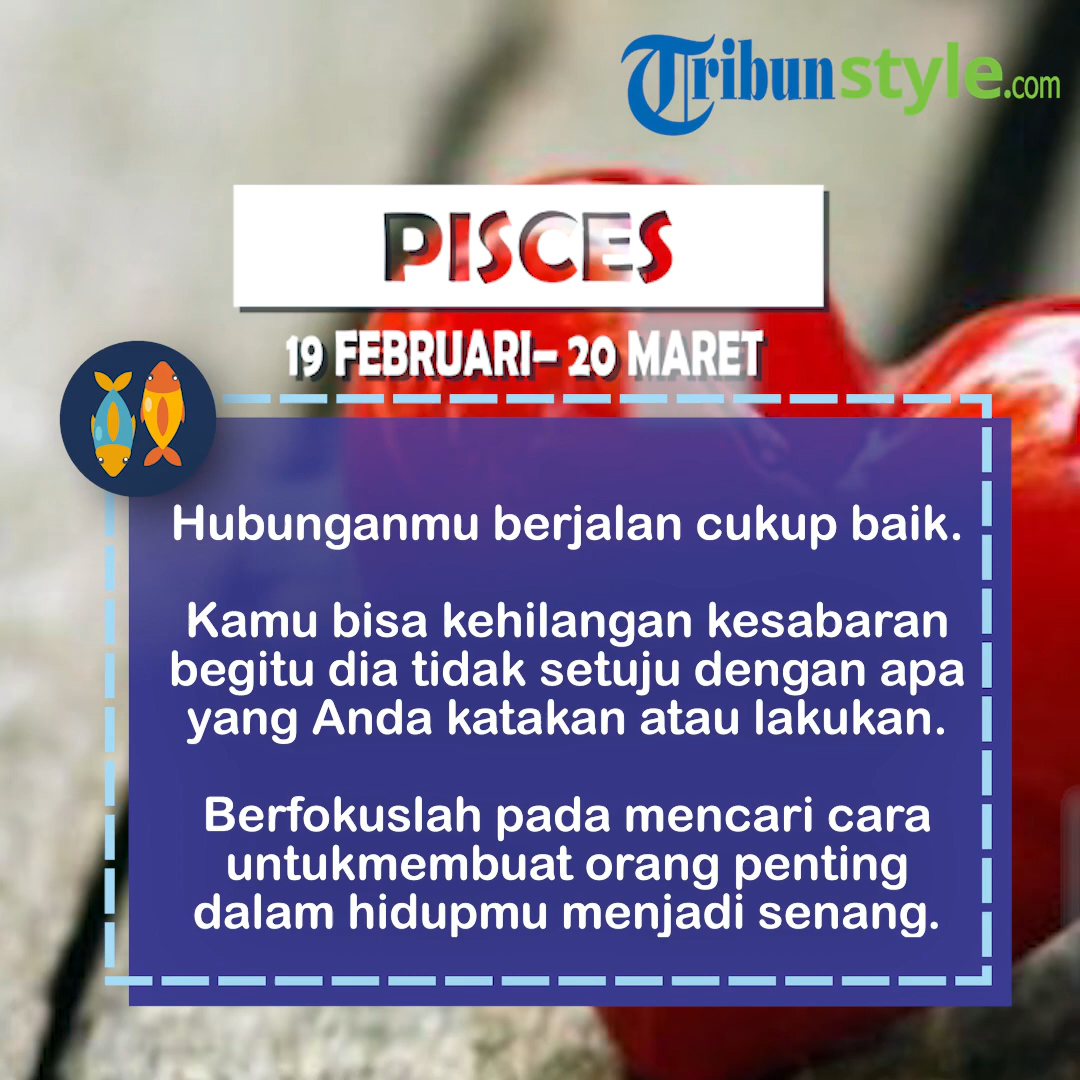 Tribunstyle.com
PISCES
19 FEBRUARI– 20 MARET
Hubunganmu berjalan cukup baik.
Kamu bisa kehilangan kesabaran
begitu dia tidak setuju dengan apa
yang Anda katakan atau lakukan.
Berfokuslah pada mencari cara
untukmembuat orang penting
dalam hidupmu menjadi senang.